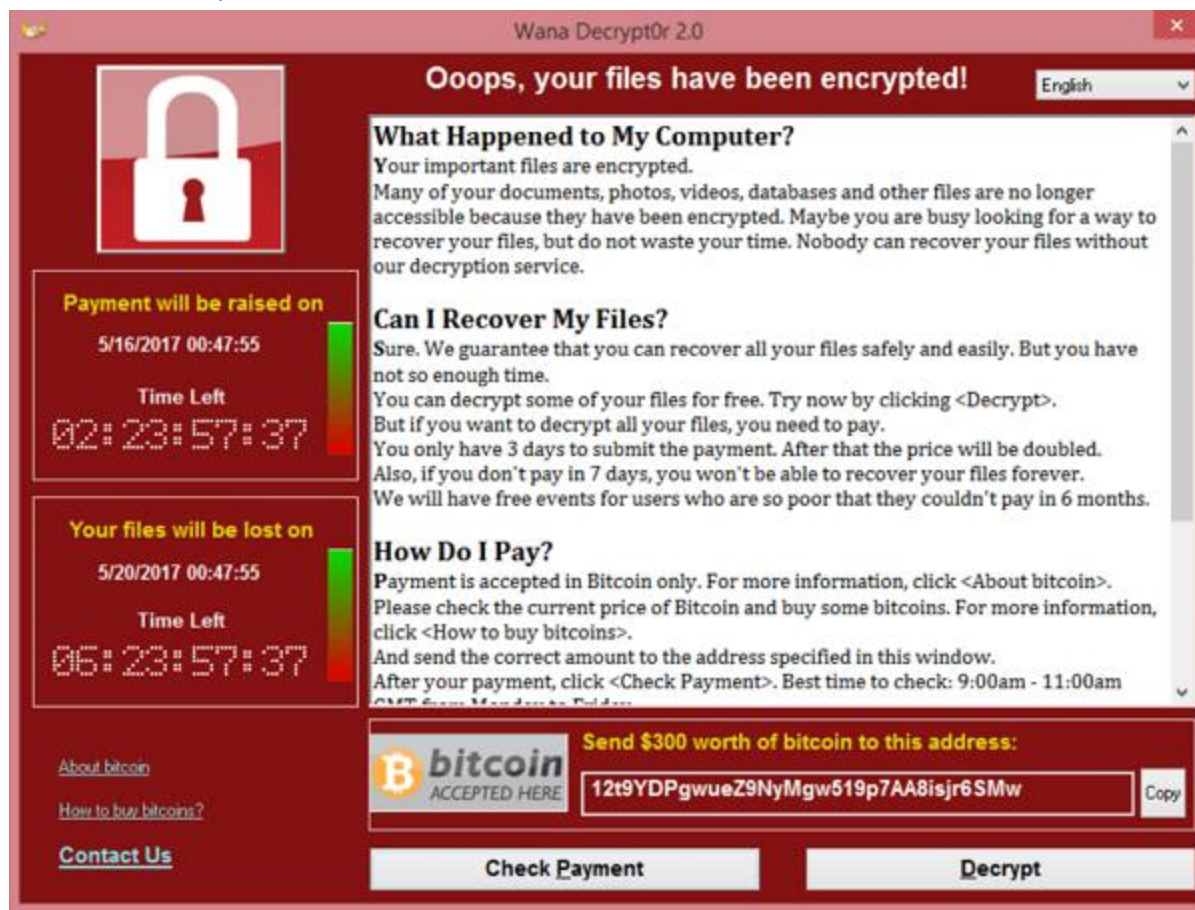 Wana Decrypt0r 2.0
Ooops, your files have been encrypted!
English
What Happened to My Computer?
Your important files are encrypted.
Many of your documents, photos, videos, databases and other files are no longer
accessible because they have been encrypted. Maybe you are busy looking for a way to
recover your files, but do not waste your time. Nobody can recover your files without
our decryption service.
Can I Recover My Files?
Sure. We guarantee that you can recover all your files safely and easily. But you have
not so enough time.
You can decrypt some of your files for free. Try now by clicking <Decrypt>.
But if you want to decrypt all your files, you need to pay.
You only have 3 days to submit the payment. After that the price will be doubled.
Also, if you don't pay in 7 days, you won't be able to recover your files forever.
We will have free events for users who are so poor that they couldn't pay in 6 months.
How Do I Pay?
Payment is accepted in Bitcoin only. For more information, click <About bitcoin>.
Please check the current price of Bitcoin and buy some bitcoins. For more information,
click <How to buy bitcoins>.
And send the correct amount to the address specified in this window.
After your payment, click <Check Payment>. Best time to check: 9:00am - 11:00am
GMT from Monday to Friday
Payment will be raised on
5/16/2017 00:47:55
Time Left
02:23:57:37
Your files will be lost on
5/20/2017 00:47:55
Time Left
06:23:57:37
About bitcoin
How to buy bitcoins?
Contact Us
bitcoin
ACCEPTED HERE
Send $300 worth of bitcoin to this address:
12t9YDPgwueZ9NyMgw519p7AA8isjr6SMw
Copy
Check Payment
Decrypt